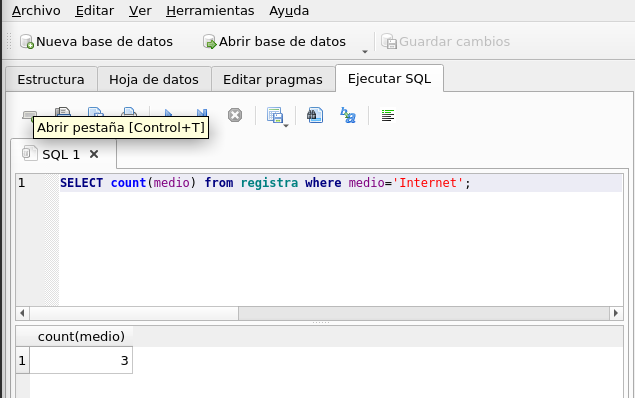 Archivo Editar Ver Herramientas Ayuda
Nueva base de datos Abrir base de datos Guardar cambios
Estructura Hoja de datos Editar pragmas Ejecutar SQL
Abrir pestaña [Control+T]
SQL 1
1 SELECT count(medio) from registra where medio='Internet';
count(medio)
1 3